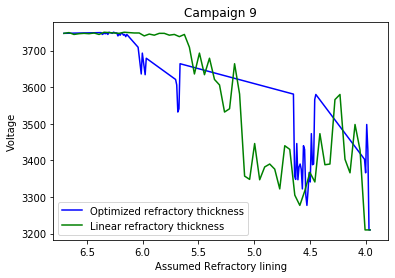 Campaign 9
Voltage
3700
3600
3500
3400
3300
3200
Optimized refractory thickness
Linear refractory thickness
6.5 6.0 5.5 5.0 4.5 4.0
Assumed Refractory lining